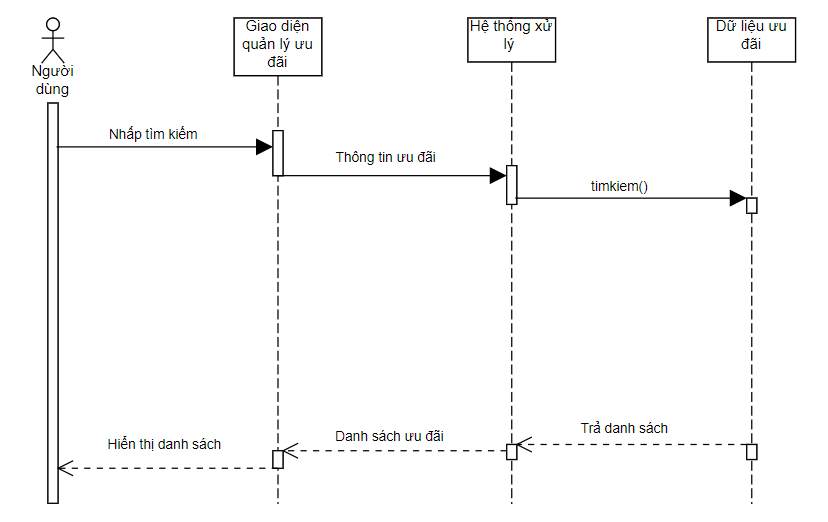 Giao diện
quản lý ưu
đãi
Hệ thống xử
lý
Dữ liệu ưu
đãi
Người
dùng
Nhấp tìm kiếm
Thông tin ưu đãi
timkiem()
Trả danh sách
Danh sách ưu đãi
Hiển thị danh sách